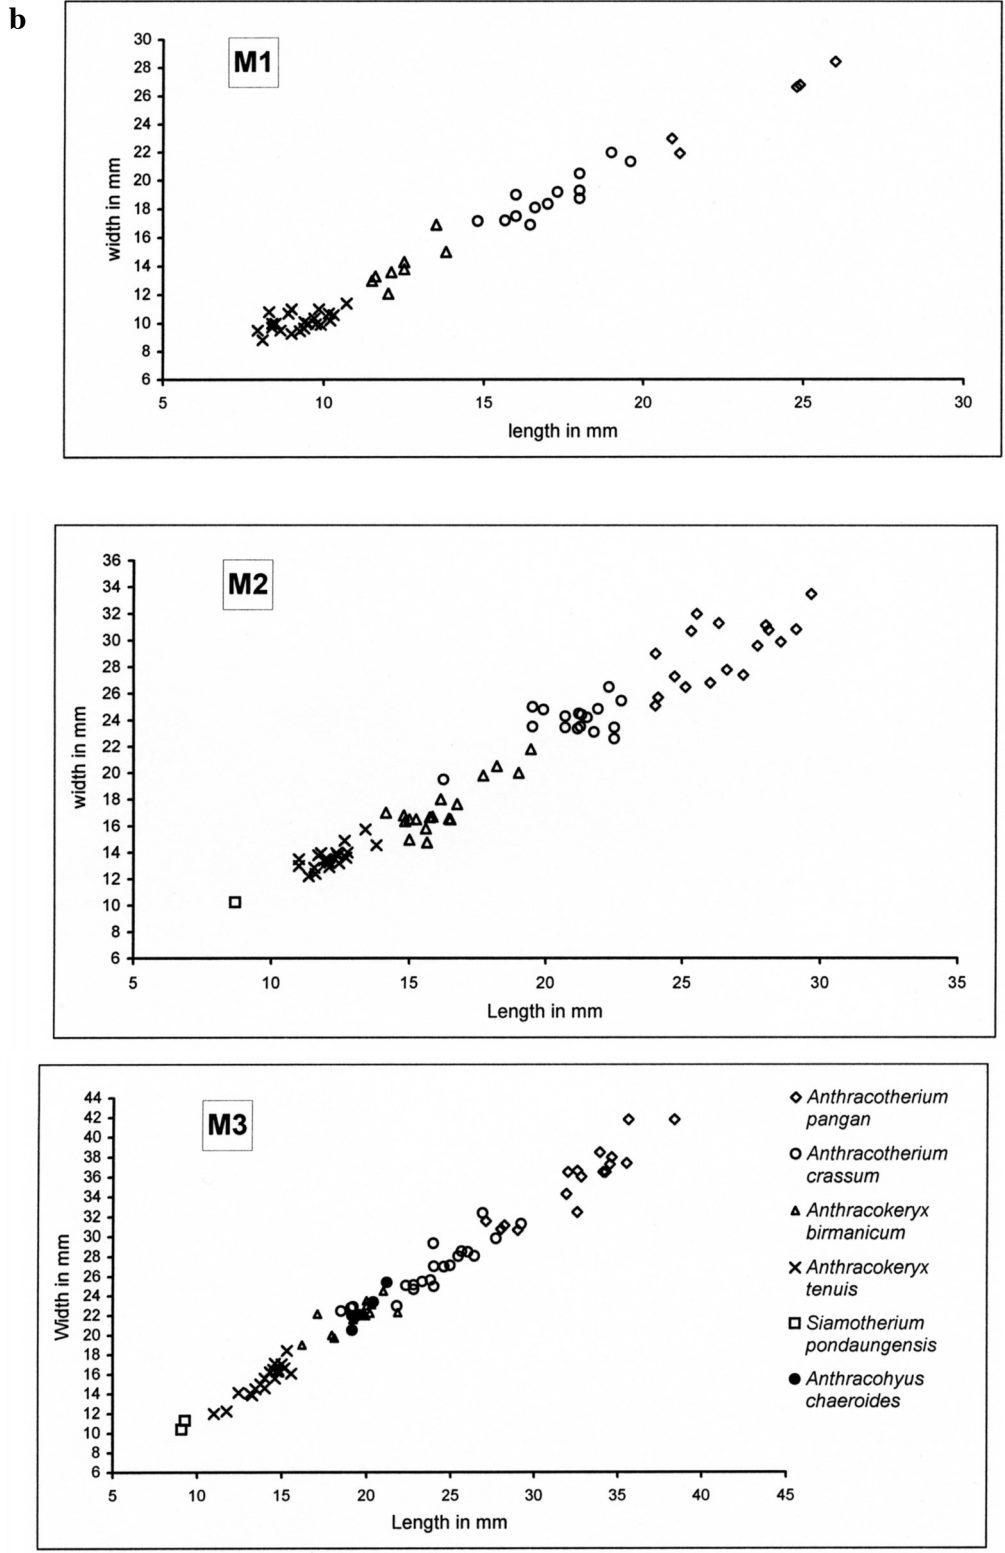 b
M1
30
28
26
24
22
20
18
16
14
12
10
8
6
width in mm
5 10 15 20 25 30
length in mm
M2
36
34
32
30
28
26
24
22
20
18
16
14
12
10
8
6
width in mm
5 10 15 20 25 30 35
Length in mm
M3
44
42
40
38
36
34
32
30
28
26
24
22
20
18
16
14
12
10
8
6
Width in mm
5 10 15 20 25 30 35 40 45
Length in mm
Anthracotherium
pangan
Anthracotherium
crassum
Anthracokeryx
birmanicum
Anthracokeryx
tenuis
Siamotherium
pondaungensis
Anthracohyus
chaeroides